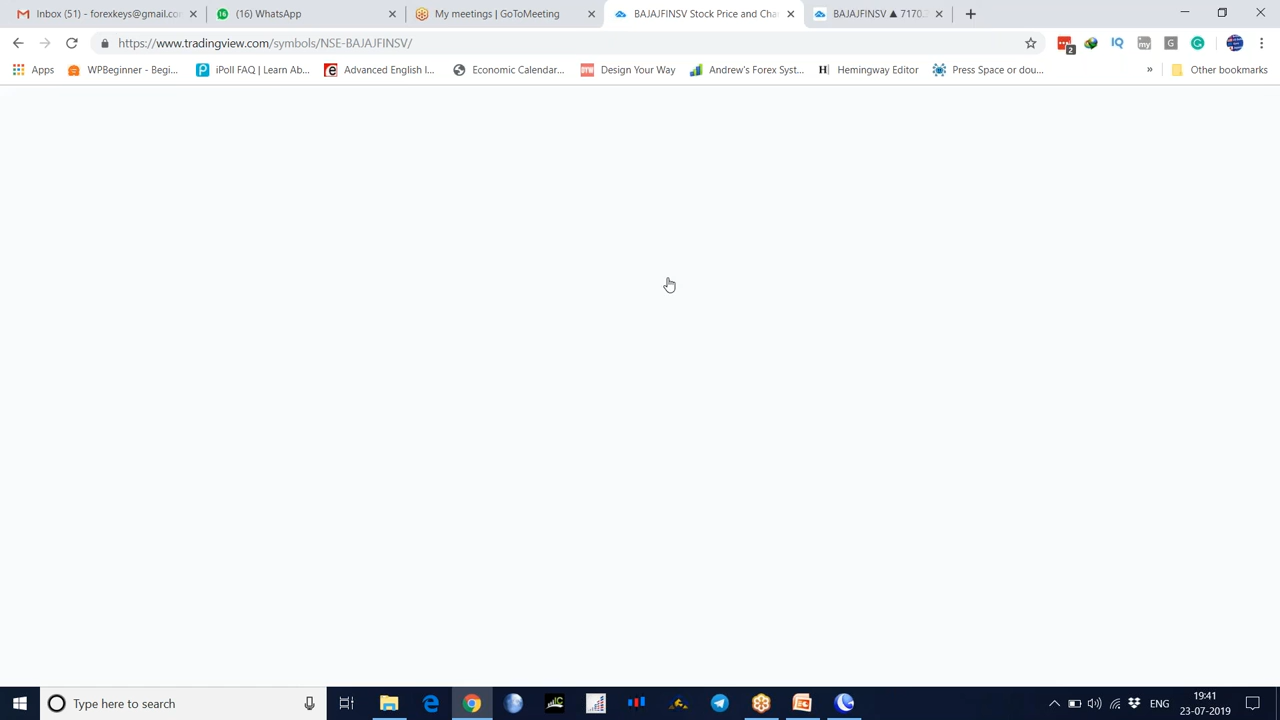 Inbox (51) - forexkeys@gmail.co
(16) WhatsApp
My meetings | GoToMeeting
BAJAJFINSV Stock Price and Cha
BAJAJFINSV ▲ 7170.
https://www.tradingview.com/symbols/NSE-BAJAJFINSV/
2
IQ
my
G
Apps
WPBeginner - Begi...
iPoll FAQ | Learn Ab...
Advanced English I...
Economic Calendar...
Design Your Way
Andrew's Forex Syst...
Hemingway Editor
Press Space or dou...
»
Other bookmarks
Type here to search
ENG
19:41
23-07-2019